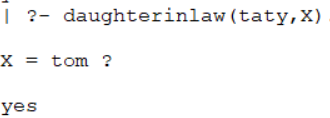 | ?- daughterinlaw(taty,X).
X = tom ?
yes